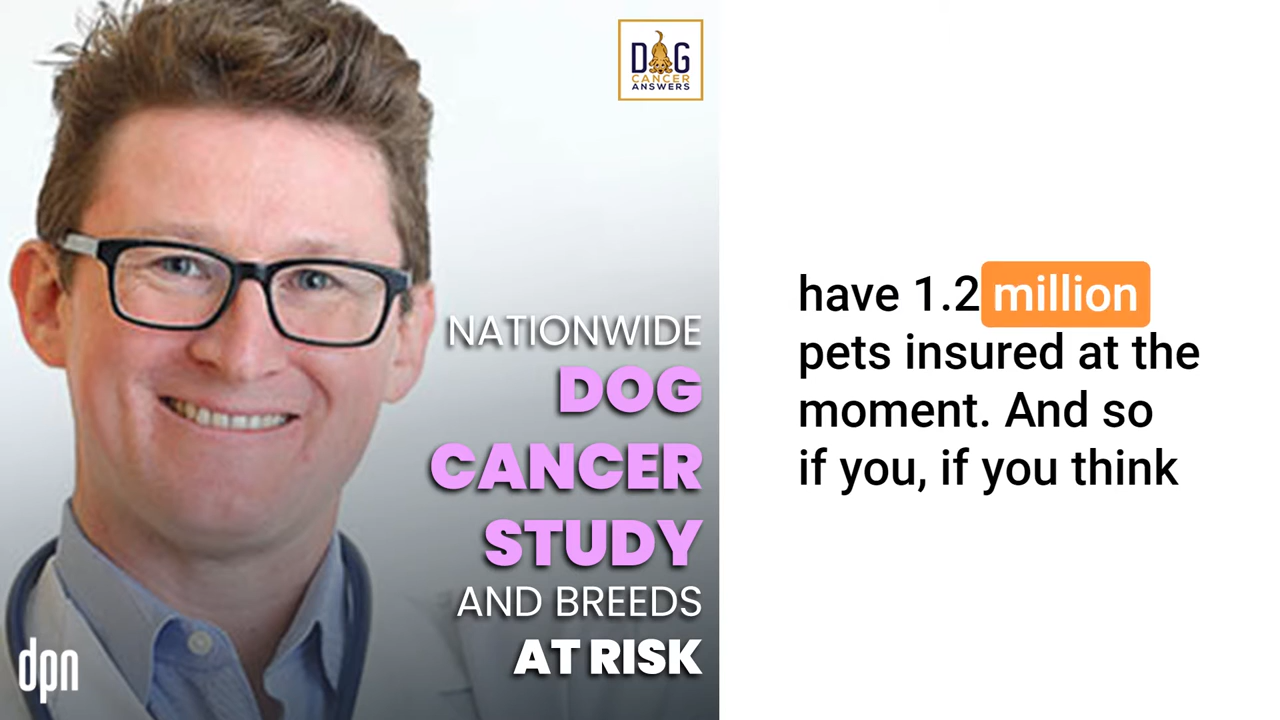 DOG
CANCER
ANSWERS
NATIONWIDE
DOG
CANCER
STUDY
AND BREEDS
AT RISK
dpn
have 1.2 million
pets insured at the
moment. And so
if you, if you think